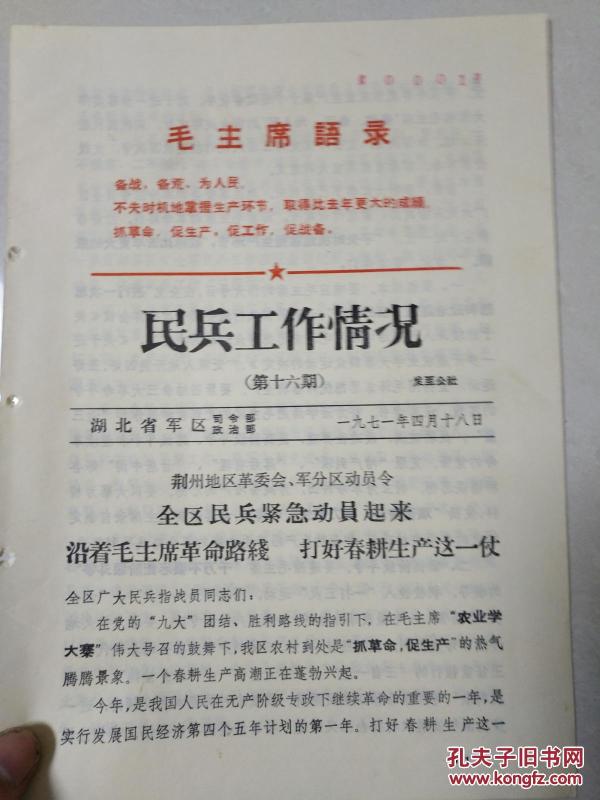 毛主席語录
备战、备荒、为人民。
不失时机地掌握生产环节，取得比去年更大的成绩。
抓革命，促生产，促工作，促战备。
民兵工作情况
（第十六期）
发至公社
湖北省军区司令部政治部
一九七一年四月十八日
荆州地区革委会、军分区动员令
全区民兵紧急动員起来
沿着毛主席革命路綫 打好春耕生产这一仗
全区广大民兵指战员同志们：
在党的“九大”团结、胜利路线的指引下，在毛主席“农业学
大寨”伟大号召的鼓舞下，我区农村到处是“抓革命，促生产”的热气
腾腾景象。一个春耕生产高潮正在蓬勃兴起。
今年，是我国人民在无产阶级专政下继续革命的重要的一年，是
实行发展国民经济第四个五年计划的第一年。打好春耕生产这一
孔夫子旧书网
www.kongfz.com